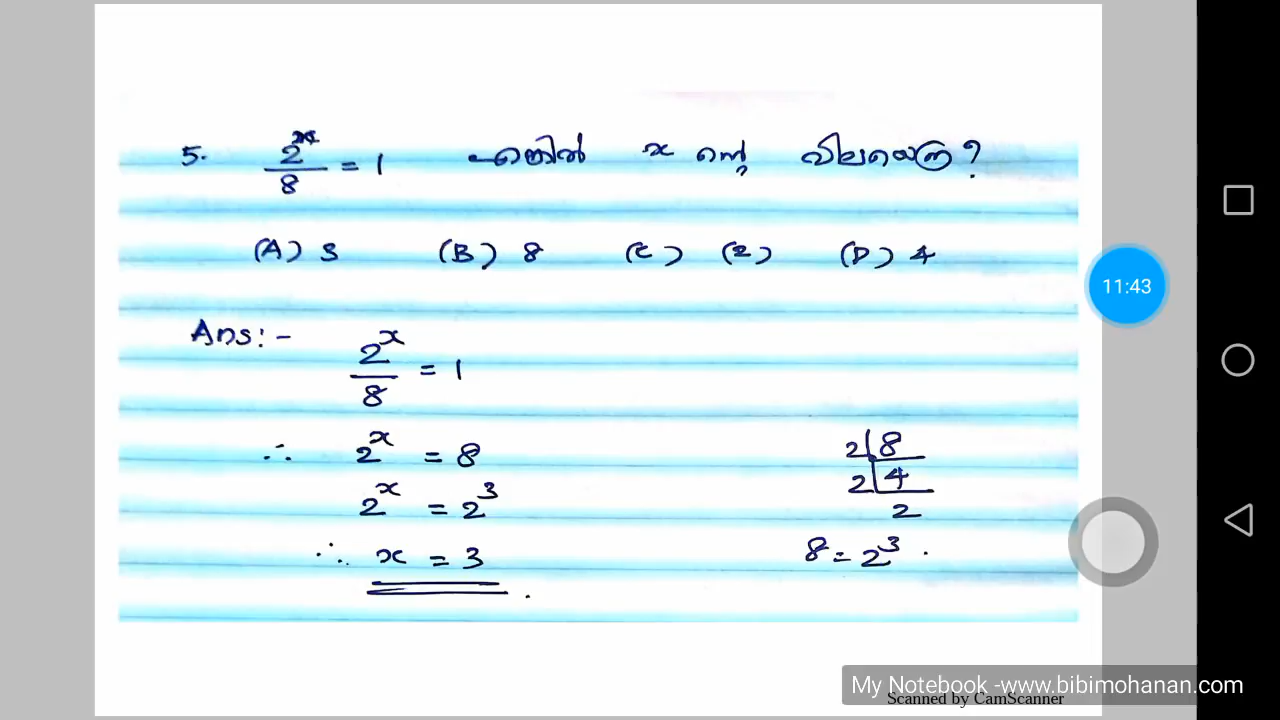 5. 2^x/8 = 1 എങ്കിൽ x ന്റെ വിലയെത്ര?
(A) 3 (B) 8 (C) (2) (D) 4
Ans:- 2^x/8 = 1
∴ 2^x = 8
2^x = 2^3
∴ x = 3.
2 | 8
2 | 4
2
8 = 2^3.
11:43
My Notebook -www.bibimohanan.com
Scanned by CamScanner